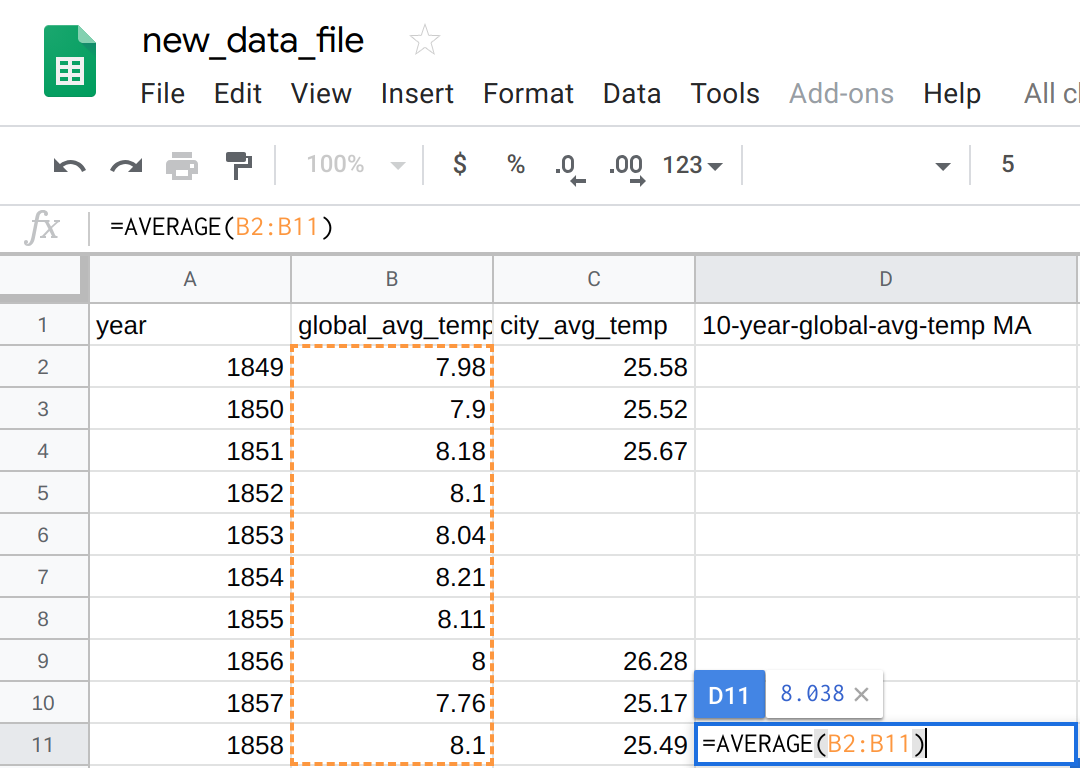 new_data_file
File Edit View Insert Format Data Tools Add-ons Help All cl
100% $ % .0 .00 123 5
fx =AVERAGE(B2:B11)
A B C D
1 year global_avg_temp city_avg_temp 10-year-global-avg-temp MA
2 1849 7.98 25.58
3 1850 7.9 25.52
4 1851 8.18 25.67
5 1852 8.1
6 1853 8.04
7 1854 8.21
8 1855 8.11
9 1856 8 26.28
10 1857 7.76 25.17 D11 8.038 ×
11 1858 8.1 25.49 =AVERAGE(B2:B11)